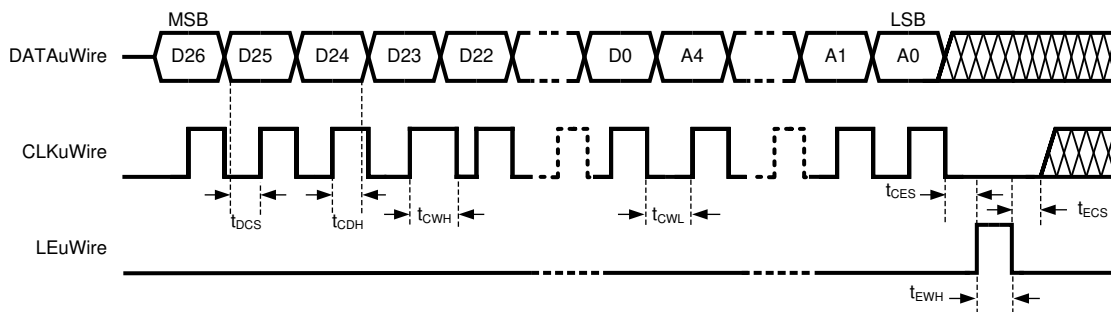 MSB
LSB
DATAuWire
D26
D25
D24
D23
D22
D0
A4
A1
A0
CLKuWire
tDCS
tCDH
tCWH
tCWL
tCES
tECS
LEuWire
tEWH